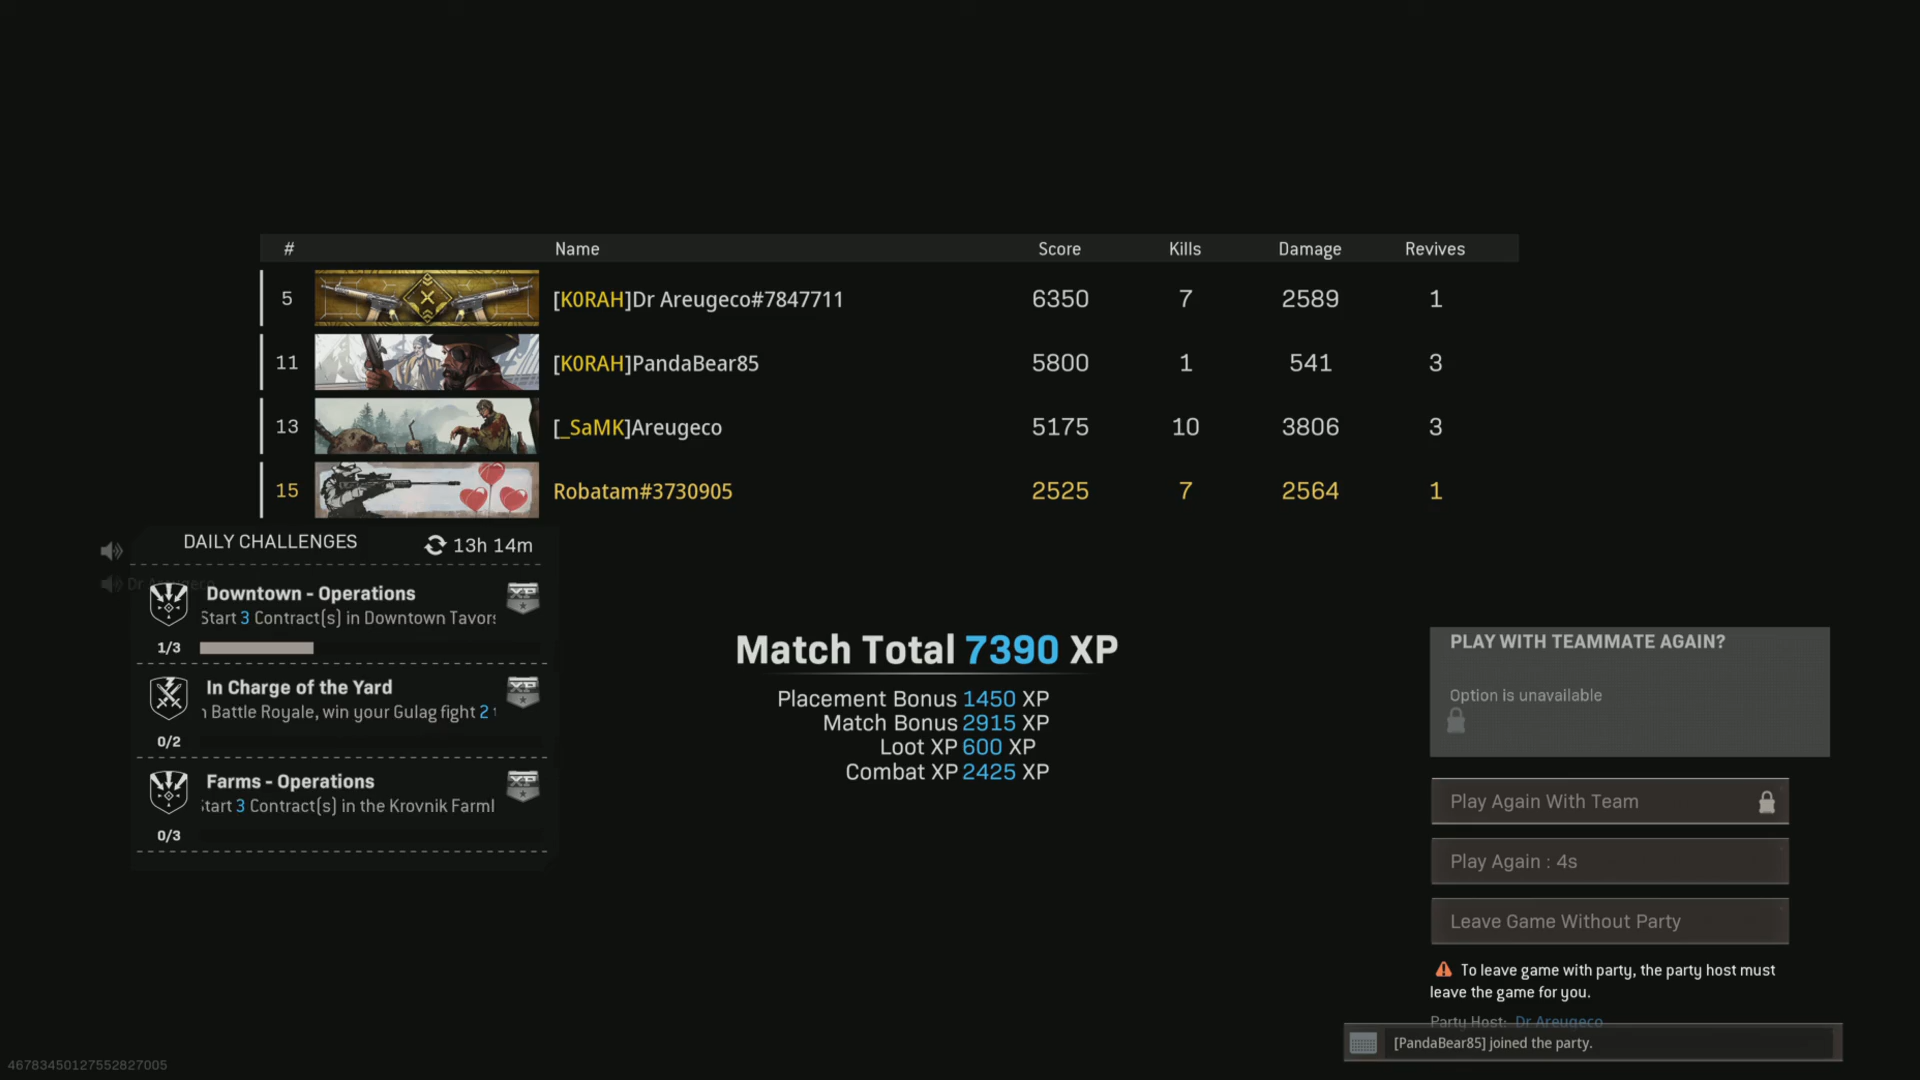 # Name Score Kills Damage Revives
5 [K0RAH]Dr Areugeco#7847711 6350 7 2589 1
11 [K0RAH]PandaBear85 5800 1 541 3
13 [_SaMK]Areugeco 5175 10 3806 3
15 Robatam#3730905 2525 7 2564 1
DAILY CHALLENGES 13h 14m
Downtown - Operations
XP
Start 3 Contract(s) in Downtown Tavors
1/3
In Charge of the Yard
XP
n Battle Royale, win your Gulag fight 2 t
0/2
Farms - Operations
XP
Start 3 Contract(s) in the Krovnik Farml
0/3
Match Total 7390 XP
Placement Bonus 1450 XP
Match Bonus 2915 XP
Loot XP 600 XP
Combat XP 2425 XP
PLAY WITH TEAMMATE AGAIN?
Option is unavailable
Play Again With Team
Play Again : 4s
Leave Game Without Party
To leave game with party, the party host must
leave the game for you.
Party Host: Dr Areugeco
[PandaBear85] joined the party.
46783450127552827005